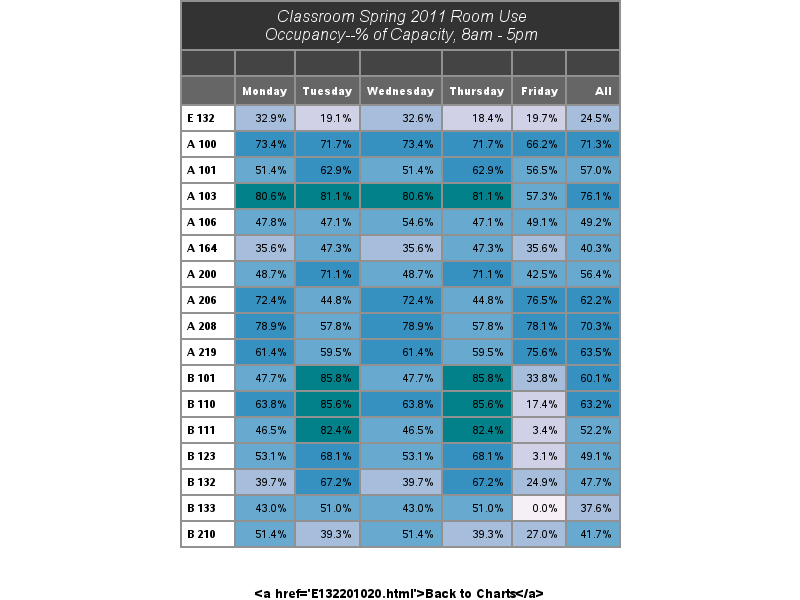 Classroom Spring 2011 Room Use
Occupancy--% of Capacity, 8am - 5pm
Monday Tuesday Wednesday Thursday Friday All
E 132 32.9% 19.1% 32.6% 18.4% 19.7% 24.5%
A 100 73.4% 71.7% 73.4% 71.7% 66.2% 71.3%
A 101 51.4% 62.9% 51.4% 62.9% 56.5% 57.0%
A 103 80.6% 81.1% 80.6% 81.1% 57.3% 76.1%
A 106 47.8% 47.1% 54.6% 47.1% 49.1% 49.2%
A 164 35.6% 47.3% 35.6% 47.3% 35.6% 40.3%
A 200 48.7% 71.1% 48.7% 71.1% 42.5% 56.4%
A 206 72.4% 44.8% 72.4% 44.8% 76.5% 62.2%
A 208 78.9% 57.8% 78.9% 57.8% 78.1% 70.3%
A 219 61.4% 59.5% 61.4% 59.5% 75.6% 63.5%
B 101 47.7% 85.8% 47.7% 85.8% 33.8% 60.1%
B 110 63.8% 85.6% 63.8% 85.6% 17.4% 63.2%
B 111 46.5% 82.4% 46.5% 82.4% 3.4% 52.2%
B 123 53.1% 68.1% 53.1% 68.1% 3.1% 49.1%
B 132 39.7% 67.2% 39.7% 67.2% 24.9% 47.7%
B 133 43.0% 51.0% 43.0% 51.0% 0.0% 37.6%
B 210 51.4% 39.3% 51.4% 39.3% 27.0% 41.7%
<a href='E132201020.html'>Back to Charts</a>